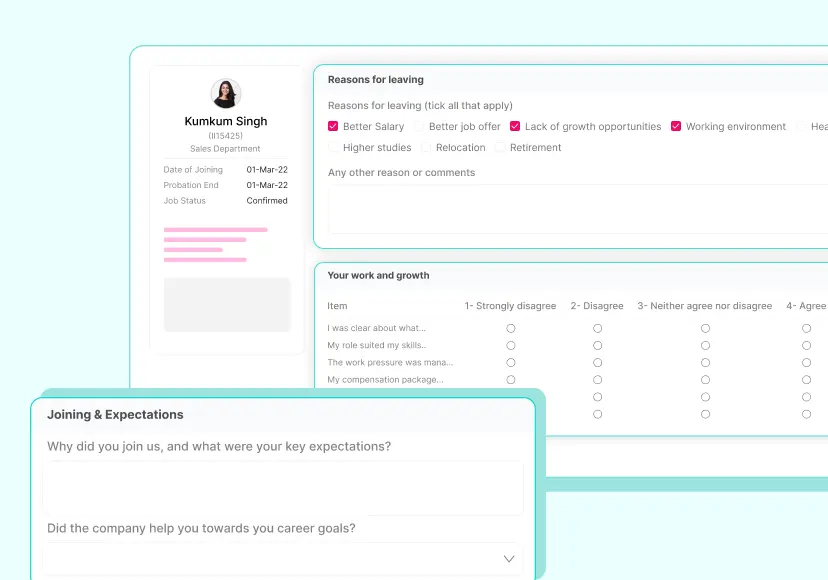 Kumkum Singh
(II15425)
Sales Department
Date of Joining 01-Mar-22
Probation End 01-Mar-22
Job Status Confirmed
Reasons for leaving
Reasons for leaving (tick all that apply)
Better Salary Better job offer Lack of growth opportunities Working environment Hea
Higher studies Relocation Retirement
Any other reason or comments
Your work and growth
Item 1- Strongly disagree 2- Disagree 3- Neither agree nor disagree 4- Agree
I was clear about what...
My role suited my skills..
The work pressure was mana...
My compensation package...
Joining & Expectations
Why did you join us, and what were your key expectations?
Did the company help you towards you career goals?